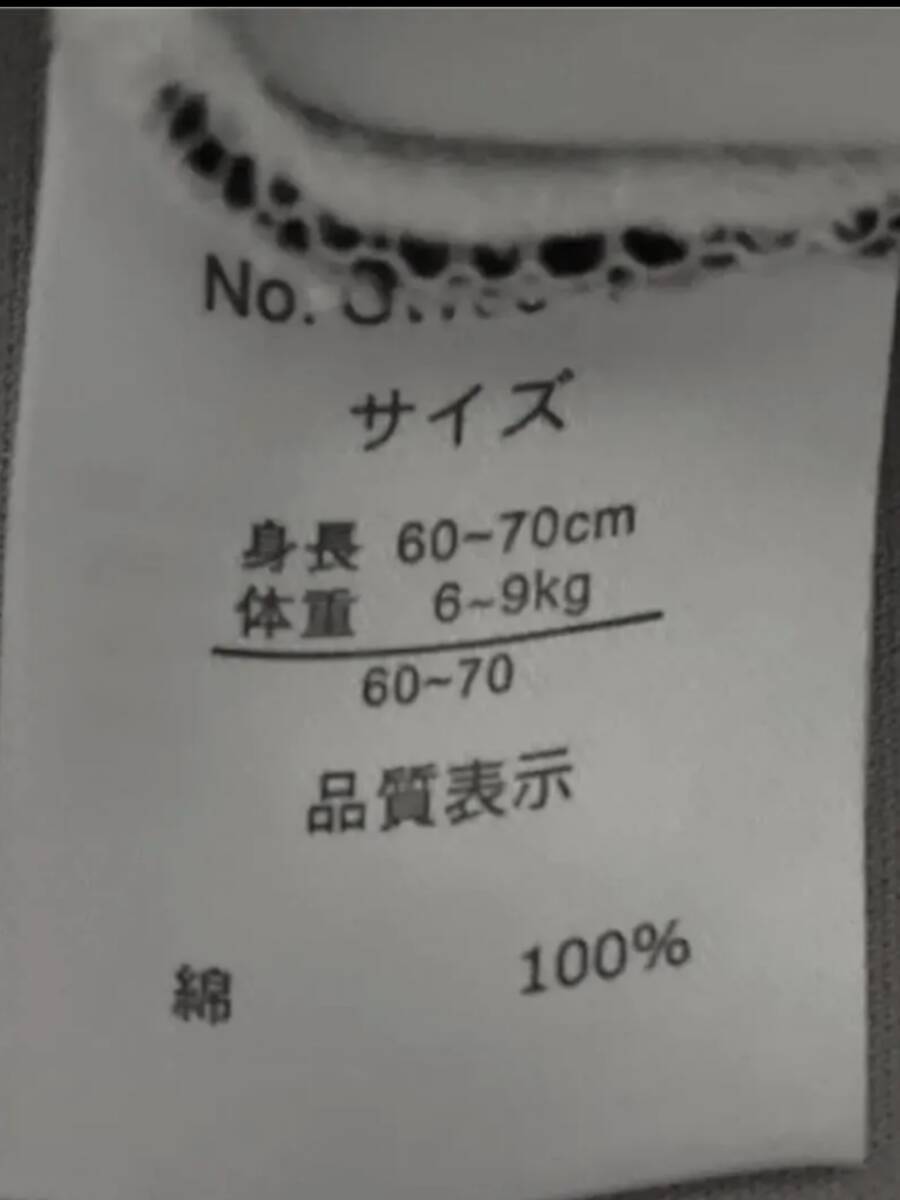 No.
サイズ
身長 60~70cm
体重 6~9kg
60~70
品質表示
綿 100%